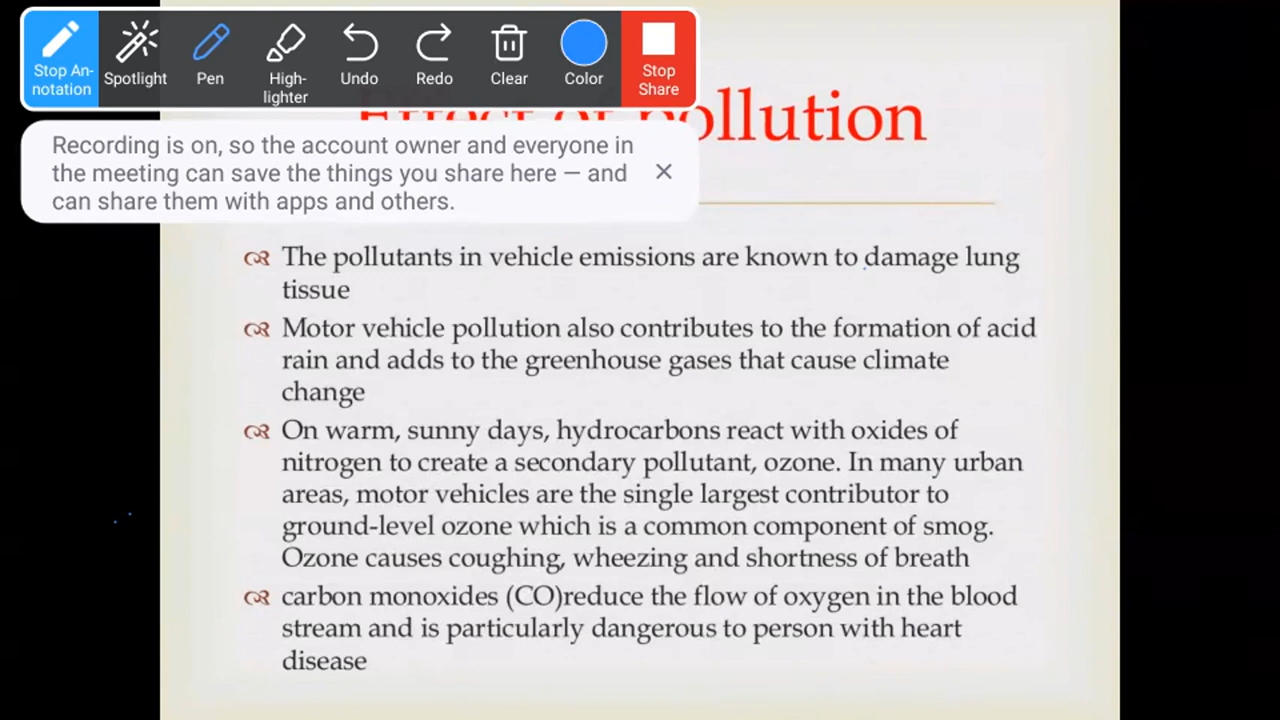 Stop An-
notation
Spotlight
Pen
High-
lighter
Undo
Redo
Clear
Color
Stop
Share
Effect of pollution
Recording is on, so the account owner and everyone in
the meeting can save the things you share here — and
can share them with apps and others.
The pollutants in vehicle emissions are known to damage lung
tissue
Motor vehicle pollution also contributes to the formation of acid
rain and adds to the greenhouse gases that cause climate
change
On warm, sunny days, hydrocarbons react with oxides of
nitrogen to create a secondary pollutant, ozone. In many urban
areas, motor vehicles are the single largest contributor to
ground-level ozone which is a common component of smog.
Ozone causes coughing, wheezing and shortness of breath
carbon monoxides (CO)reduce the flow of oxygen in the blood
stream and is particularly dangerous to person with heart
disease